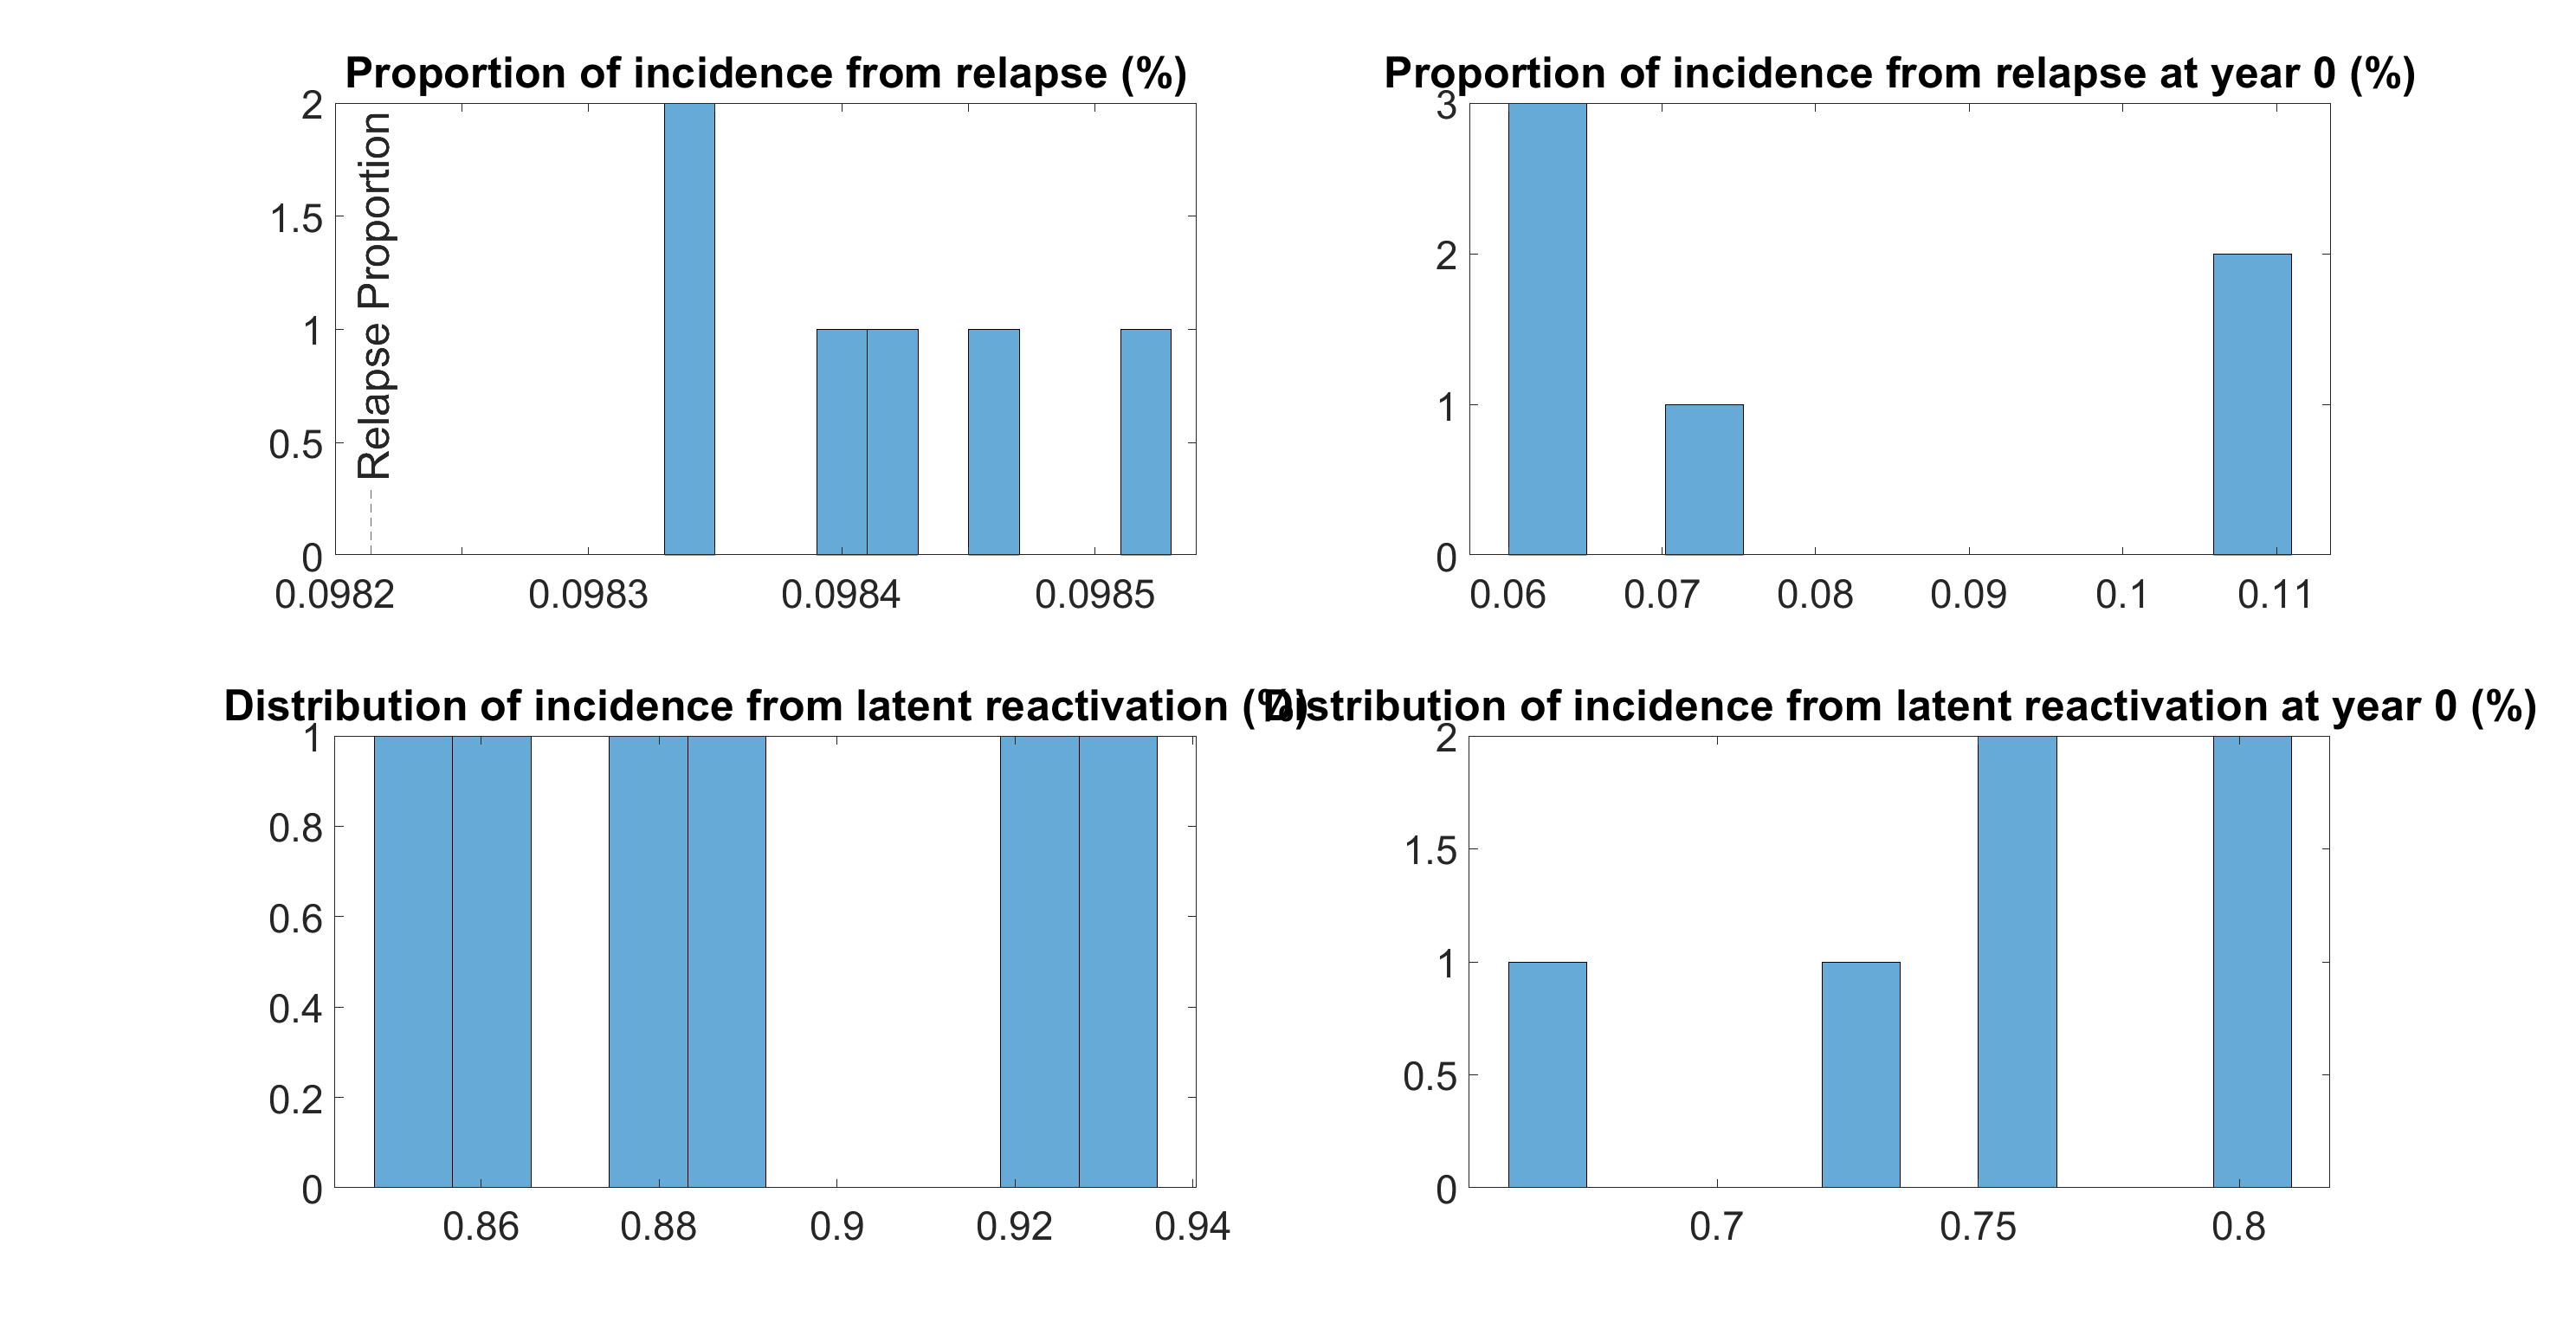 Proportion of incidence from relapse (%)
2
1.5
1
0.5
0
Relapse Proportion
0.0982 0.0983 0.0984 0.0985
Proportion of incidence from relapse at year 0 (%)
3
2
1
0
0.06 0.07 0.08 0.09 0.1 0.11
Distribution of incidence from latent reactivation (%)
1
0.8
0.6
0.4
0.2
0
0.86 0.88 0.9 0.92 0.94
Distribution of incidence from latent reactivation at year 0 (%)
2
1.5
1
0.5
0
0.7 0.75 0.8